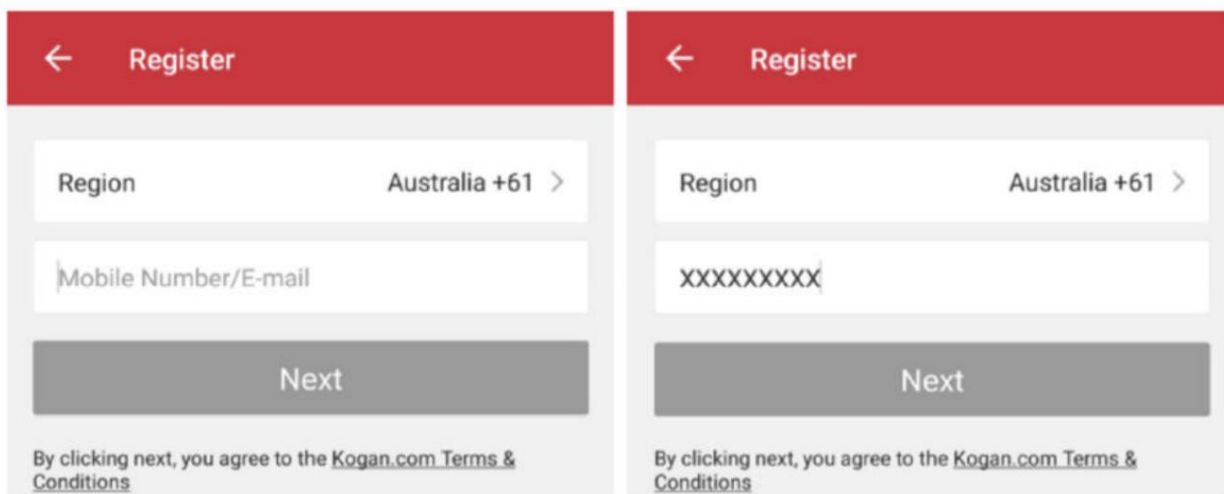 Register
Region Australia +61
Mobile Number/E-mail
Next
By clicking next, you agree to the Kogan.com Terms &
Conditions
Register
Region Australia +61
XXXXXXXXX
Next
By clicking next, you agree to the Kogan.com Terms &
Conditions